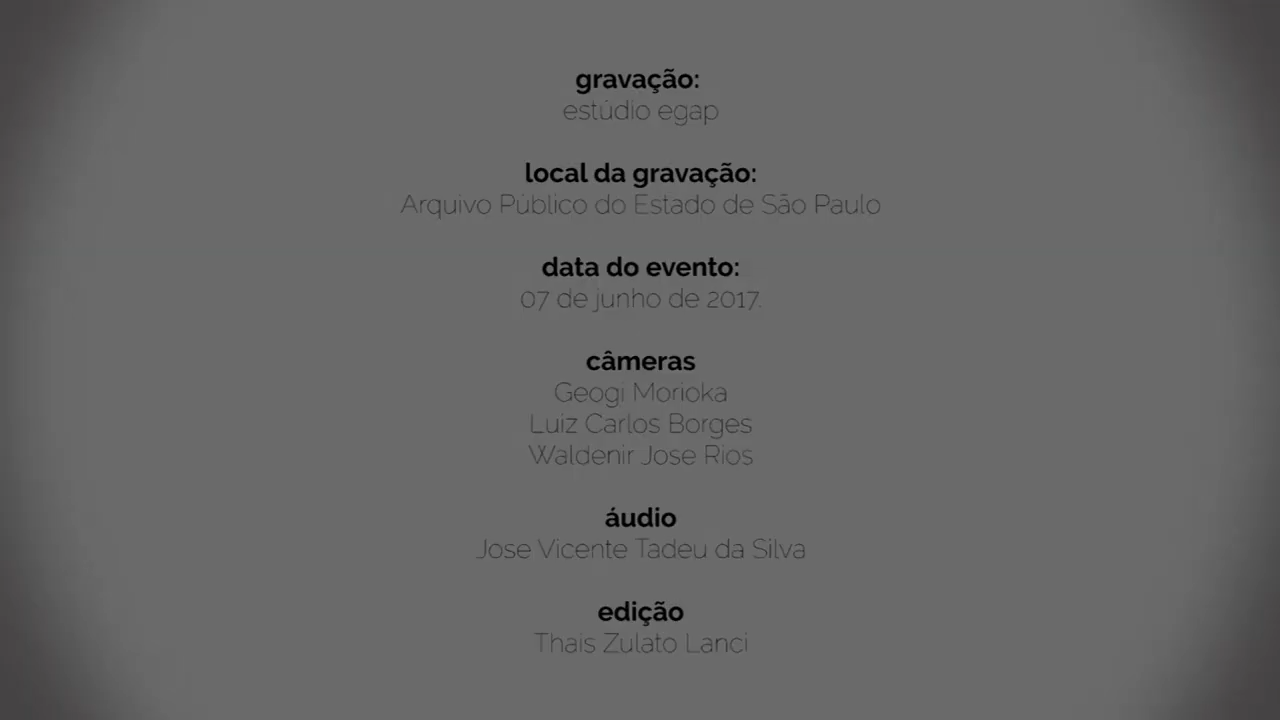 gravação:
estúdio egap
local da gravação:
Arquivo Público do Estado de São Paulo
data do evento:
07 de junho de 2017.
câmeras
Geogi Morioka
Luiz Carlos Borges
Waldenir Jose Rios
áudio
Jose Vicente Tadeu da Silva
edição
Thais Zulato Lanci